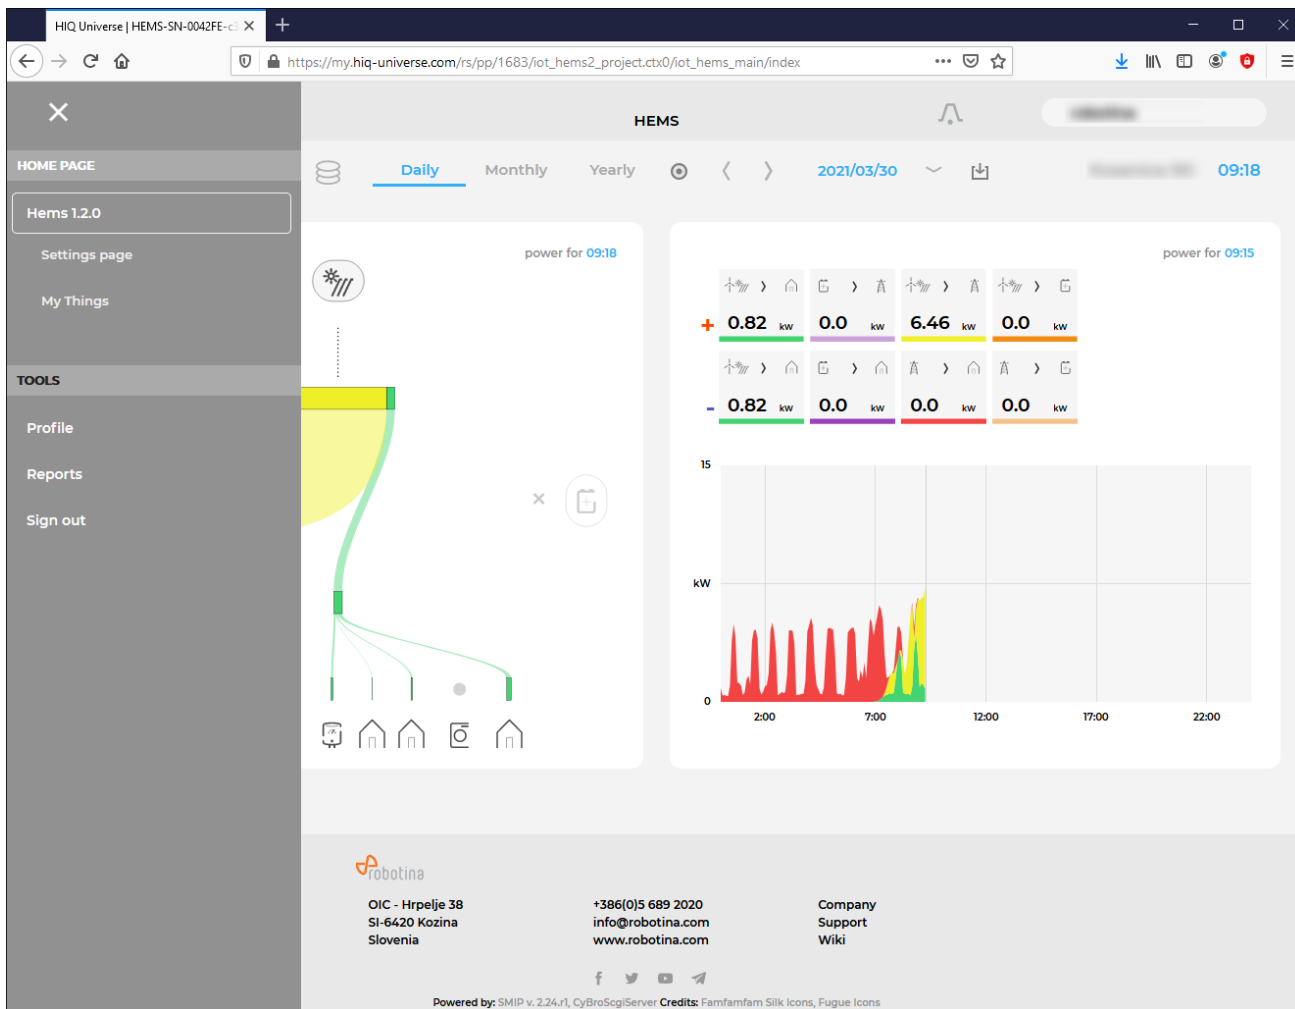 HIQ Universe | HEMS-SN-0042FE-c
https://my.hiq-universe.com/rs/pp/1683/iot_hems2_project.ctx0/iot_hems_main/index
HEMS
HOME PAGE
Hems 1.2.0
Settings page
My Things
TOOLS
Profile
Reports
Sign out
Daily Monthly Yearly 2021/03/30 09:18
power for 09:18
power for 09:15
+ 0.82 kw 0.0 kw 6.46 kw 0.0 kw
- 0.82 kw 0.0 kw 0.0 kw 0.0 kw
15
kW
0
2:00 7:00 12:00 17:00 22:00
robotina
OIC - Hrpelje 38
SI-6420 Kozina
Slovenia
+386(0)5 689 2020
info@robotina.com
www.robotina.com
Company
Support
Wiki
Powered by: SMIP v. 2.24.r1, CyBroScgiServer Credits: Famfamfam Silk Icons, Fugue Icons